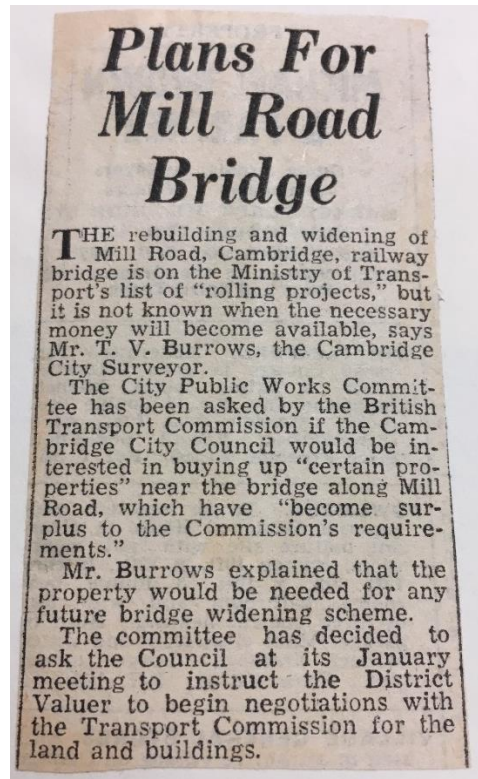 Plans For
Mill Road
Bridge
THE rebuilding and widening of
Mill Road, Cambridge, railway
bridge is on the Ministry of Trans-
port's list of "rolling projects," but
it is not known when the necessary
money will become available, says
Mr. T. V. Burrows, the Cambridge
City Surveyor.
The City Public Works Commit-
tee has been asked by the British
Transport Commission if the Cam-
bridge City Council would be in-
terested in buying up "certain pro-
perties" near the bridge along Mill
Road, which have "become sur-
plus to the Commission's require-
ments."
Mr. Burrows explained that the
property would be needed for any
future bridge widening scheme.
The committee has decided to
ask the Council at its January
meeting to instruct the District
Valuer to begin negotiations with
the Transport Commission for the
land and buildings.